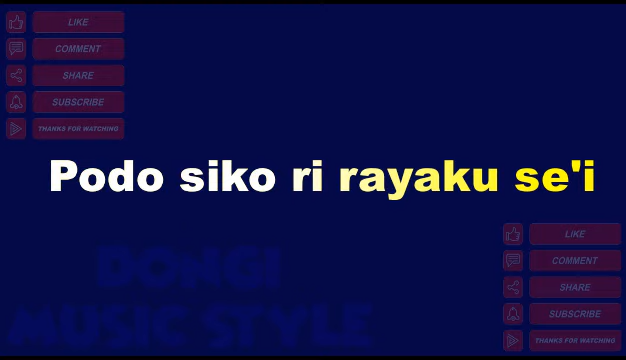 LIKE
COMMENT
SHARE
SUBSCRIBE
THANKS FOR WATCHING
Podo siko ri rayaku se'i
DONGI
MUSIC STYLE
LIKE
COMMENT
SHARE
SUBSCRIBE
THANKS FOR WATCHING